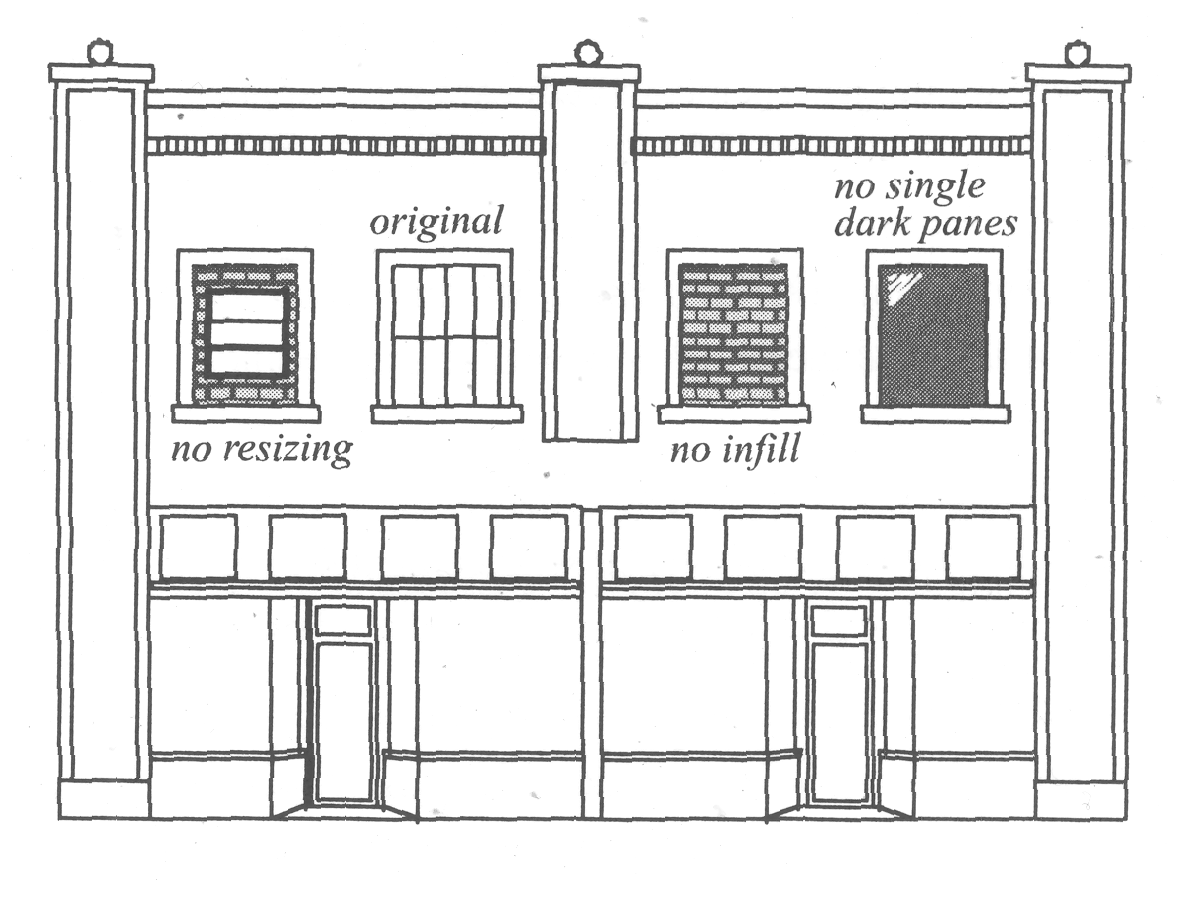 no single
dark panes
original
no resizing
no infill